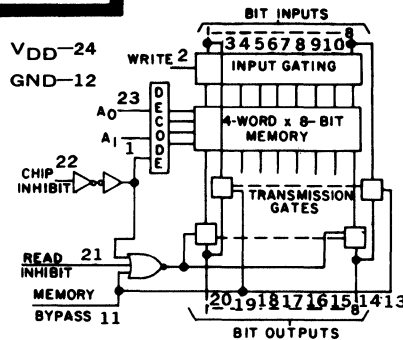 BIT INPUTS
1 8
VDD—24
GND—12
WRITE 2
3 4 5 6 7 8 9 10
INPUT GATING
A0 23
A1 1
DECODE
4-WORD x 8-BIT
MEMORY
22
CHIP
INHIBIT
TRANSMISSION
GATES
READ 21
INHIBIT
MEMORY
BYPASS 11
20 19 18 17 16 15 14 13
1 8
BIT OUTPUTS